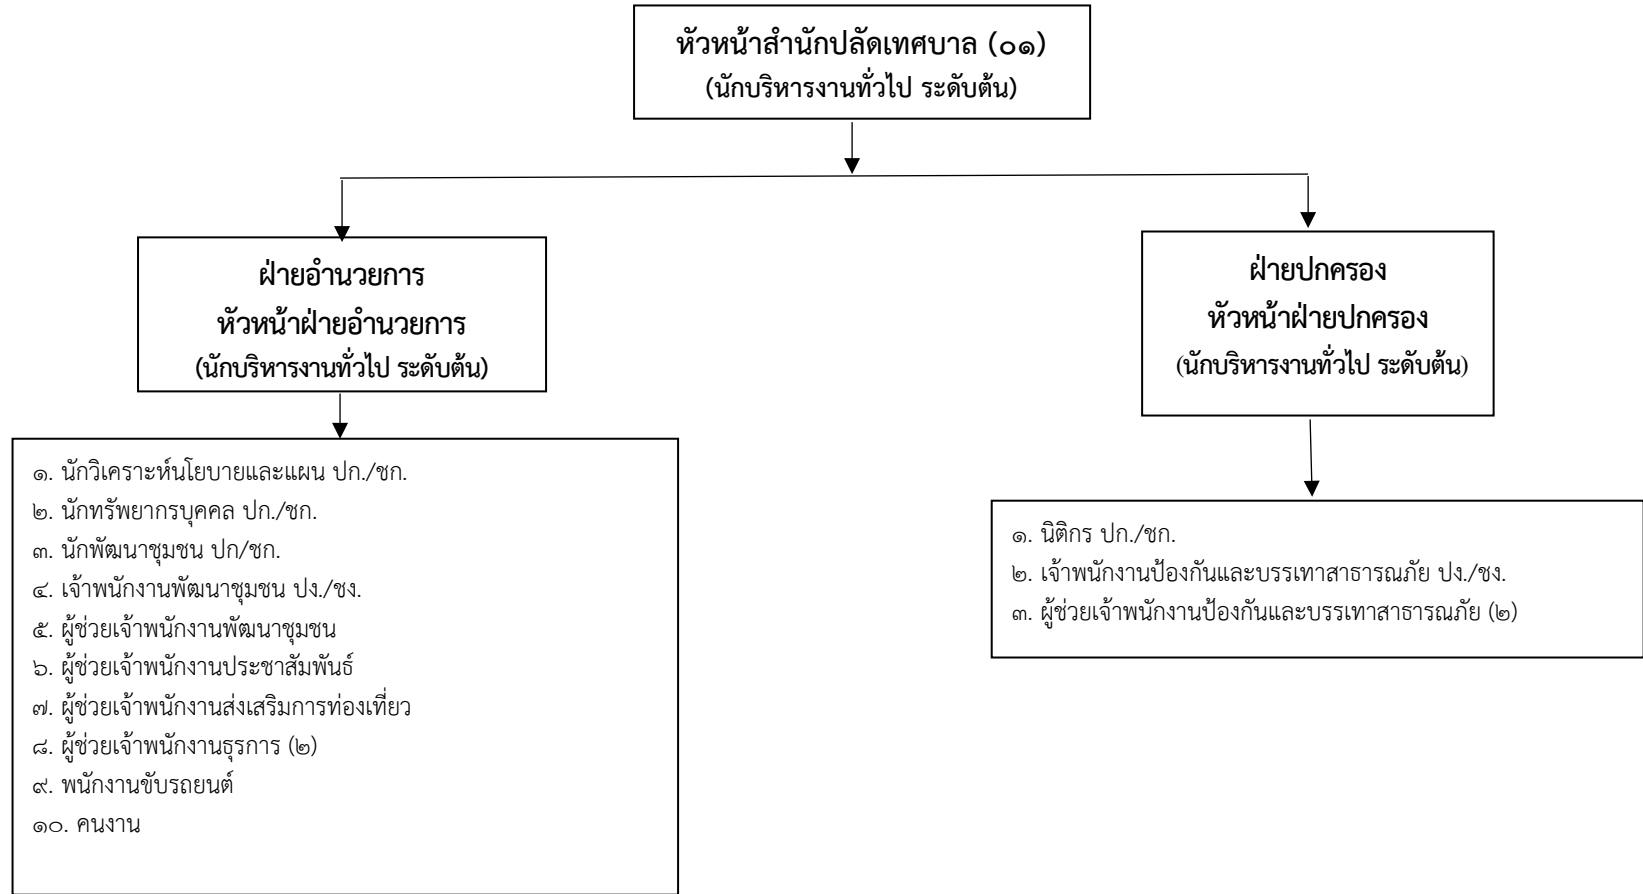 หัวหน้าสำนักปลัดเทศบาล (๐๑)
(นักบริหารงานทั่วไป ระดับต้น)
ฝ่ายอำนวยการ
หัวหน้าฝ่ายอำนวยการ
(นักบริหารงานทั่วไป ระดับต้น)
๑. นักวิเคราะห์นโยบายและแผน ปก./ชก.
๒. นักทรัพยากรบุคคล ปก./ชก.
๓. นักพัฒนาชุมชน ปก/ชก.
๔. เจ้าพนักงานพัฒนาชุมชน ปง./ชง.
๕. ผู้ช่วยเจ้าพนักงานพัฒนาชุมชน
๖. ผู้ช่วยเจ้าพนักงานประชาสัมพันธ์
๗. ผู้ช่วยเจ้าพนักงานส่งเสริมการท่องเที่ยว
๘. ผู้ช่วยเจ้าพนักงานธุรการ (๒)
๙. พนักงานขับรถยนต์
๑๐. คนงาน
ฝ่ายปกครอง
หัวหน้าฝ่ายปกครอง
(นักบริหารงานทั่วไป ระดับต้น)
๑. นิติกร ปก./ชก.
๒. เจ้าพนักงานป้องกันและบรรเทาสาธารณภัย ปง./ชง.
๓. ผู้ช่วยเจ้าพนักงานป้องกันและบรรเทาสาธารณภัย (๒)